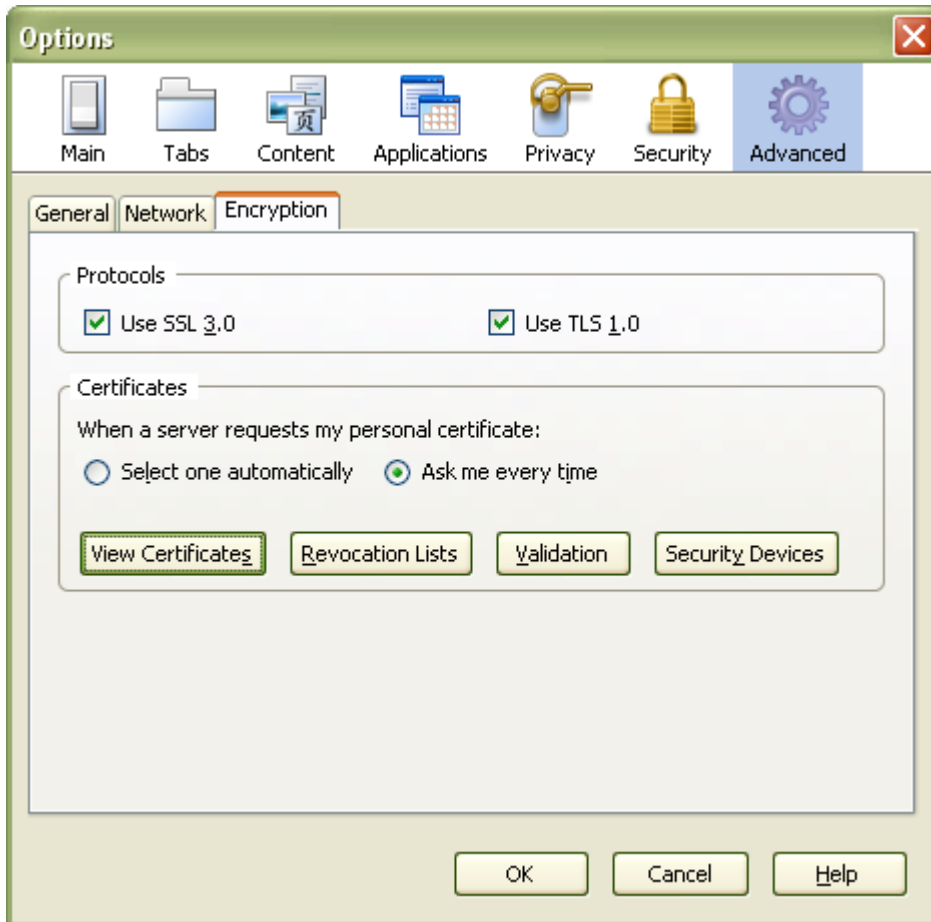 Options
页
Main Tabs Content Applications Privacy Security Advanced
General Network Encryption
Protocols
Use SSL 3.0 Use TLS 1.0
Certificates
When a server requests my personal certificate:
Select one automatically Ask me every time
View Certificates Revocation Lists Validation Security Devices
OK Cancel Help